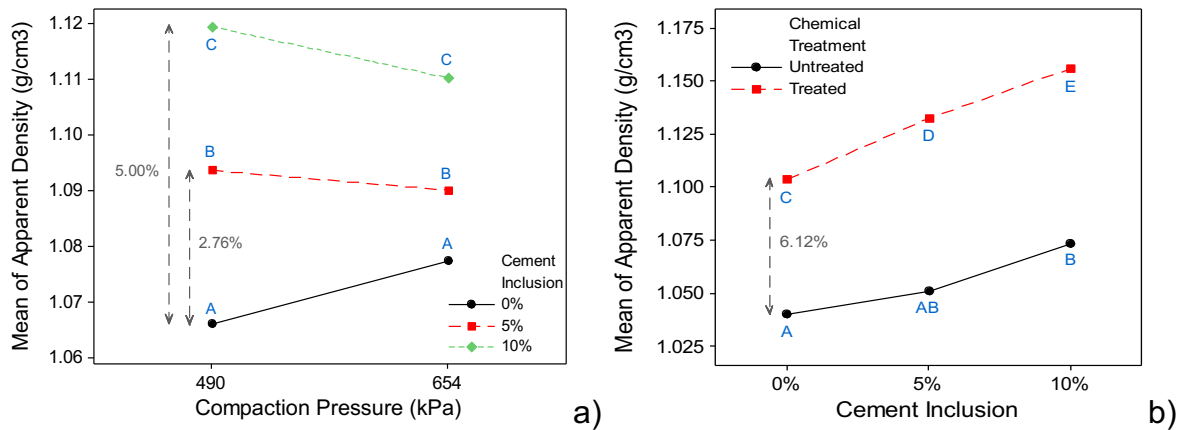 Mean of Apparent Density (g/cm3)
1.12
1.11
1.10
1.09
1.08
1.07
1.06
C
C
B
B
A
A
5.00%
2.76%
Cement
Inclusion
0%
5%
10%
490
654
Compaction Pressure (kPa)
a)
Mean of Apparent Density (g/cm3)
1.175
1.150
1.125
1.100
1.075
1.050
1.025
Chemical
Treatment
Untreated
Treated
E
D
C
6.12%
B
AB
A
0%
5%
10%
Cement Inclusion
b)